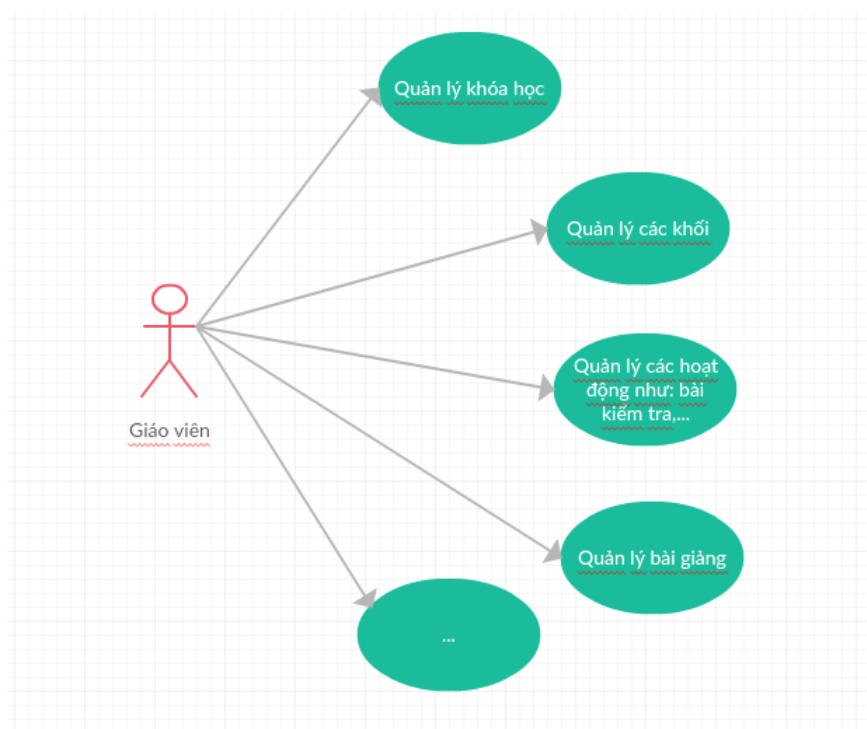 Quản lý khóa học
Quản lý các khối
Quản lý các hoạt
động như: bài
kiểm tra,...
Giáo viên
Quản lý bài giảng
...